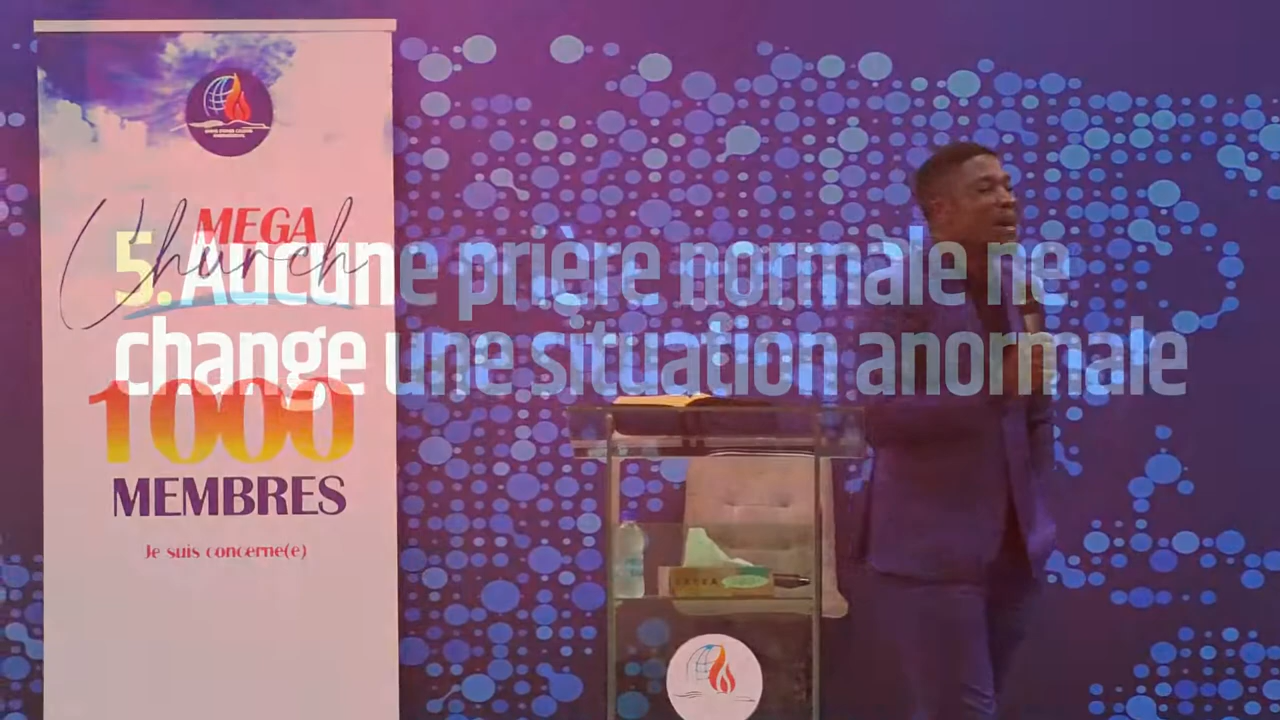 MEGA
Church
1000
MEMBRES
Je suis concerne(e)
5. Aucune prière normale ne
change une situation anormale